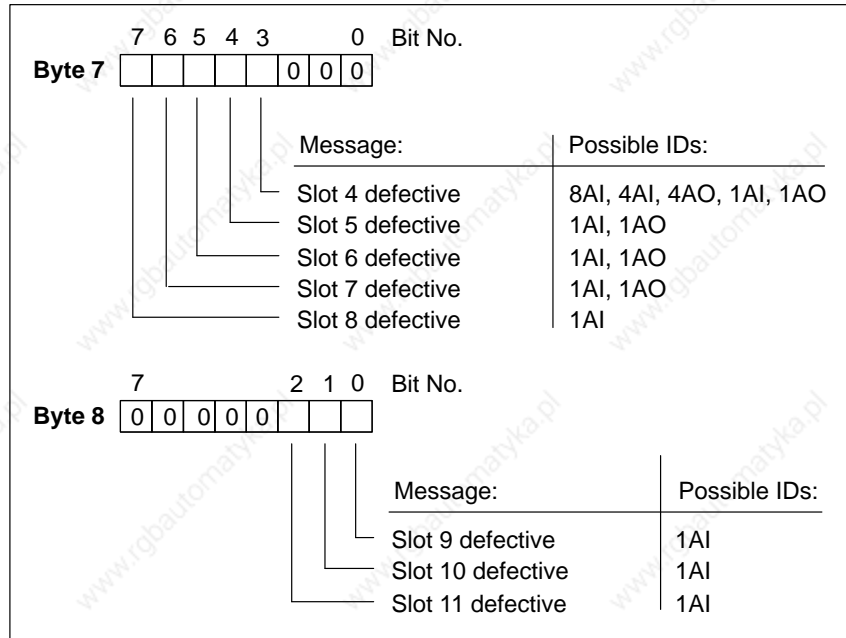 7 6 5 4 3 0 Bit No.
Byte 7 0 0 0
Message: Possible IDs:
Slot 4 defective 8AI, 4AI, 4AO, 1AI, 1AO
Slot 5 defective 1AI, 1AO
Slot 6 defective 1AI, 1AO
Slot 7 defective 1AI, 1AO
Slot 8 defective 1AI
7 2 1 0 Bit No.
Byte 8 0 0 0 0 0
Message: Possible IDs:
Slot 9 defective 1AI
Slot 10 defective 1AI
Slot 11 defective 1AI
www.rgbautomatyka.pl